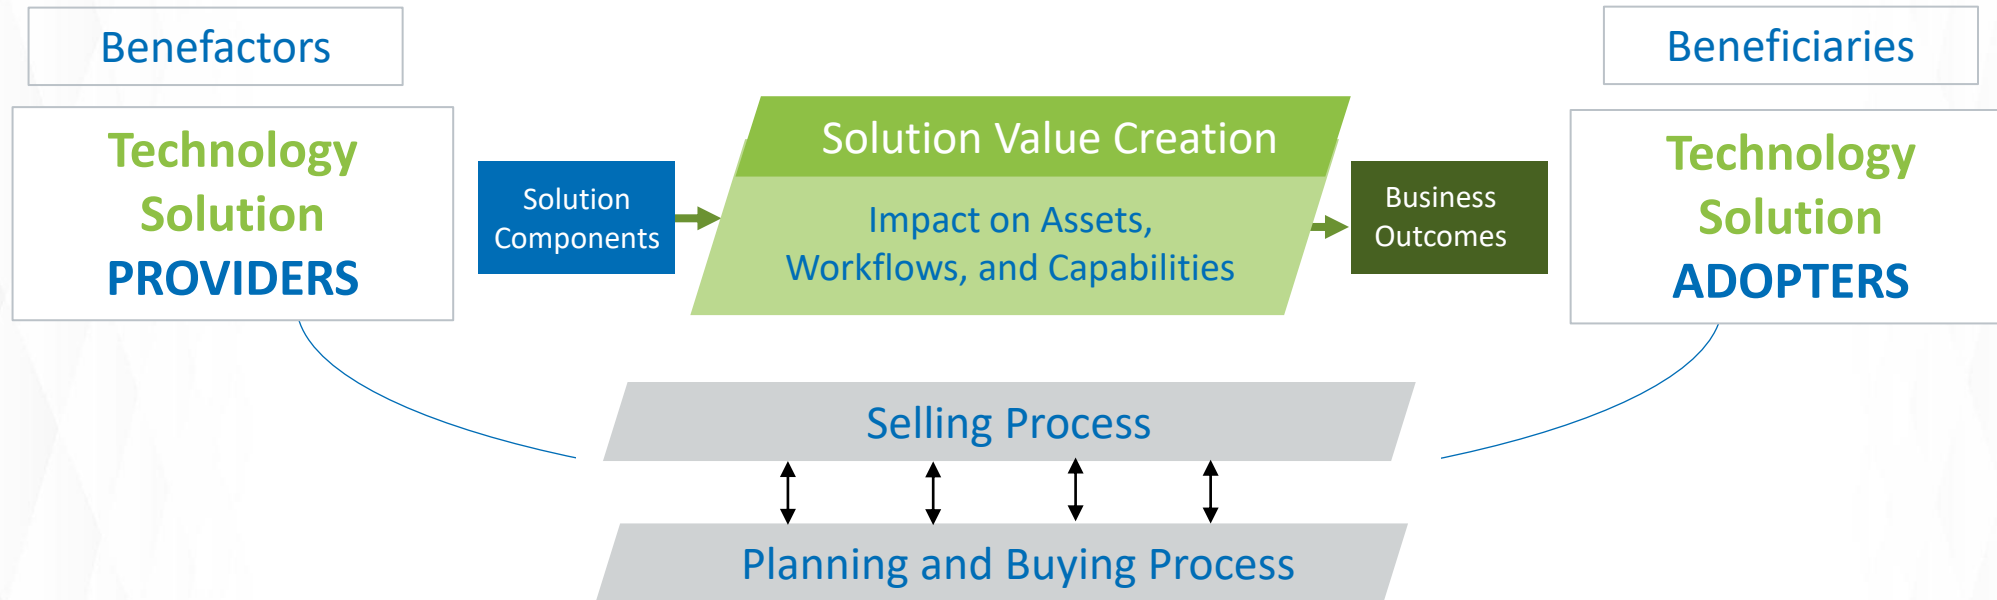 Benefactors
Beneficiaries
Technology
Solution
PROVIDERS
Solution
Components
Solution Value Creation
Impact on Assets,
Workflows, and Capabilities
Business
Outcomes
Technology
Solution
ADOPTERS
Selling Process
Planning and Buying Process